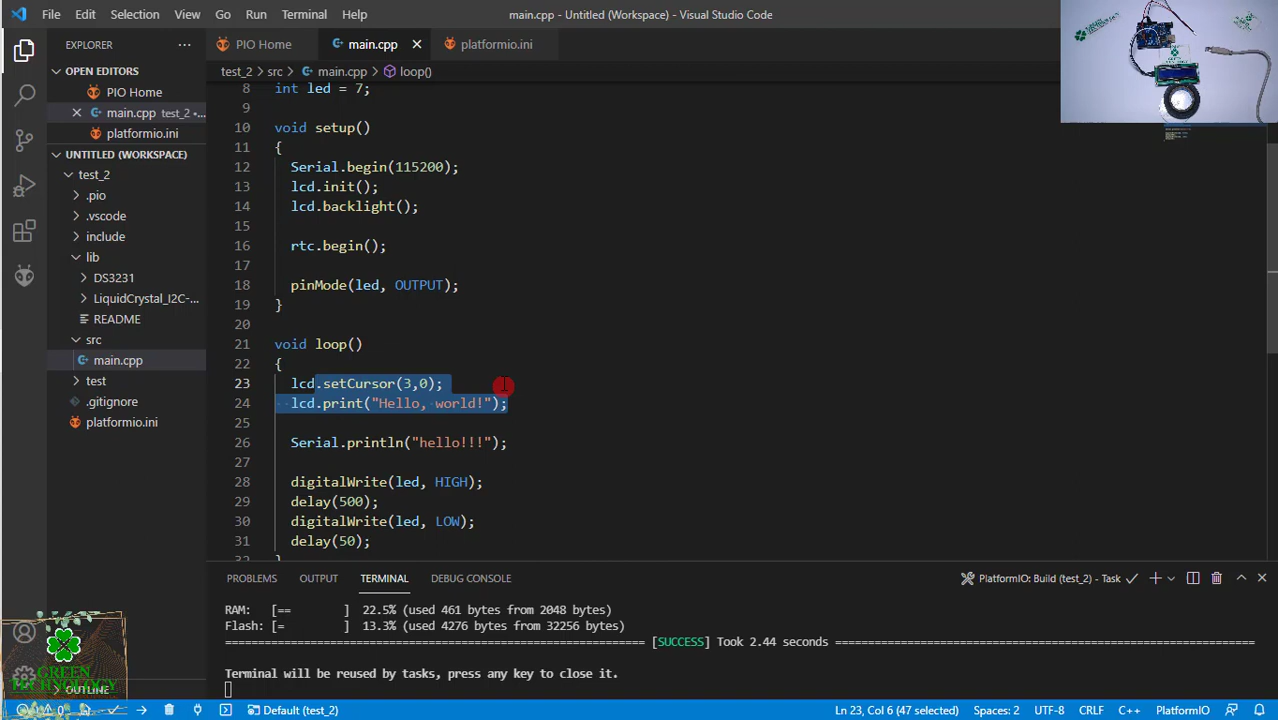 File Edit Selection View Go Run Terminal Help
main.cpp - Untitled (Workspace) - Visual Studio Code
EXPLORER
OPEN EDITORS
PIO Home
main.cpp test_2 •...
platformio.ini
UNTITLED (WORKSPACE)
test_2
.pio
.vscode
include
lib
DS3231
LiquidCrystal_I2C-...
README
src
main.cpp
test
.gitignore
platformio.ini
OUTLINE
PIO Home
main.cpp
platformio.ini
test_2 > src > main.cpp > loop()
8 int led = 7;
9
10 void setup()
11 {
12 Serial.begin(115200);
13 lcd.init();
14 lcd.backlight();
15
16 rtc.begin();
17
18 pinMode(led, OUTPUT);
19 }
20
21 void loop()
22 {
23 lcd.setCursor(3,0);
24 lcd.print("Hello, world!");
25
26 Serial.println("hello!!!");
27
28 digitalWrite(led, HIGH);
29 delay(500);
30 digitalWrite(led, LOW);
31 delay(50);
32 }
PROBLEMS OUTPUT TERMINAL DEBUG CONSOLE
PlatformIO: Build (test_2) - Task
RAM: [== ] 22.5% (used 461 bytes from 2048 bytes)
Flash: [= ] 13.3% (used 4276 bytes from 32256 bytes)
[SUCCESS] Took 2.44 seconds
Terminal will be reused by tasks, press any key to close it.
GREEN
TECHNOLOGY
0 0
Default (test_2)
Ln 23, Col 6 (47 selected)
Spaces: 2
UTF-8
CRLF
C++
PlatformIO